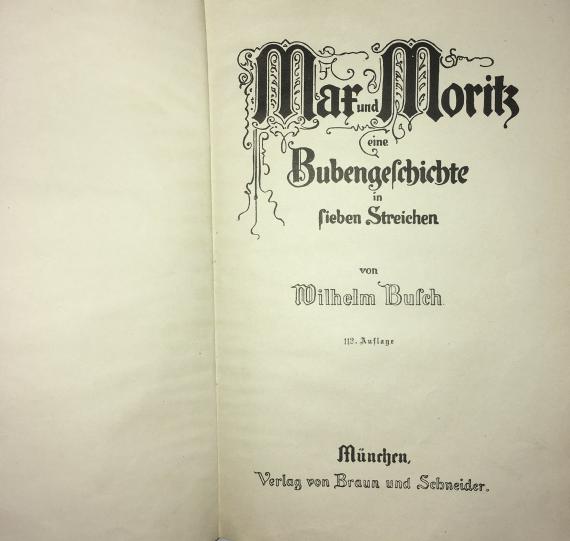 Max und Moritz
eine
Bubengeſchichte
in
ſieben Streichen
von
Wilhelm Buſch.
112. Auflage
München,
Verlag von Braun und Schneider.